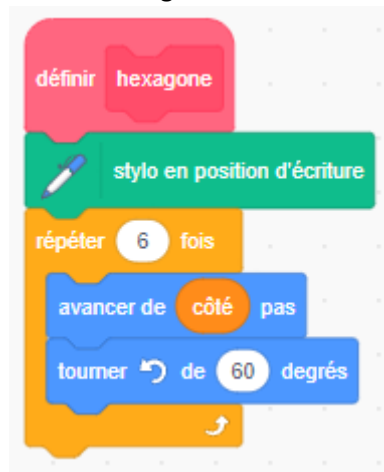 définir hexagone
stylo en position d'écriture
répéter 6 fois
avancer de côté pas
tourner de 60 degrés